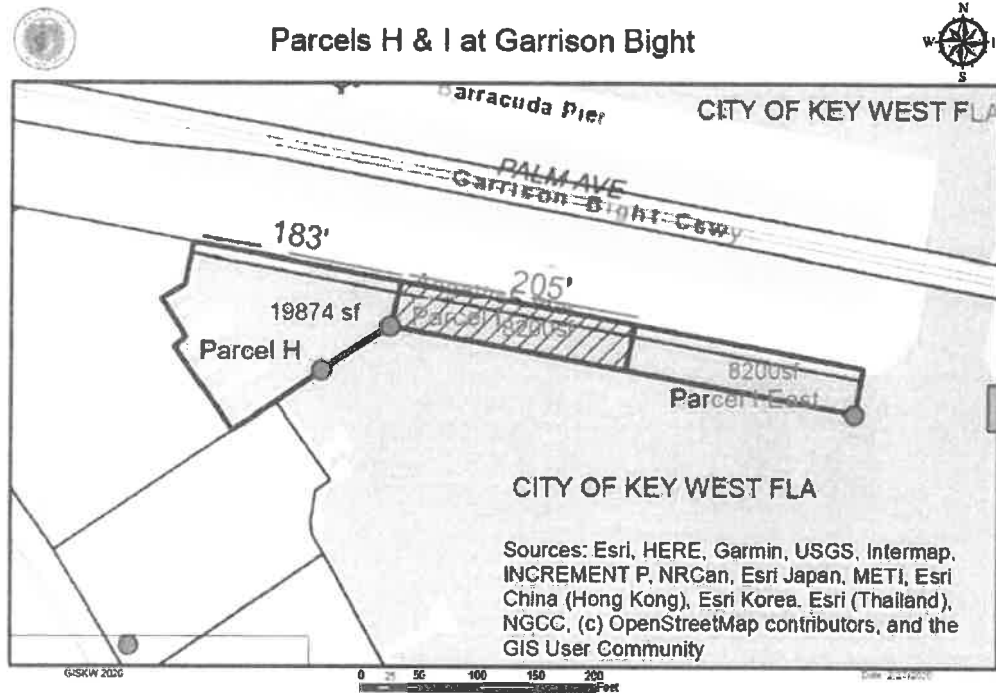 Parcels H & I at Garrison Bight
N
W
S
Barracuda Pier
CITY OF KEY WEST FLA
PALM AVE
Garrison Bight Cswy
183'
205'
19874 sf
Parcel H
8200sf
Parcel I East
CITY OF KEY WEST FLA
Sources: Esri, HERE, Garmin, USGS, Intermap,
INCREMENT P, NRCan, Esri Japan, METI, Esri
China (Hong Kong), Esri Korea, Esri (Thailand),
NGCC, (c) OpenStreetMap contributors, and the
GIS User Community
GISKW 2020
0 25 50 100 150 200
Feet